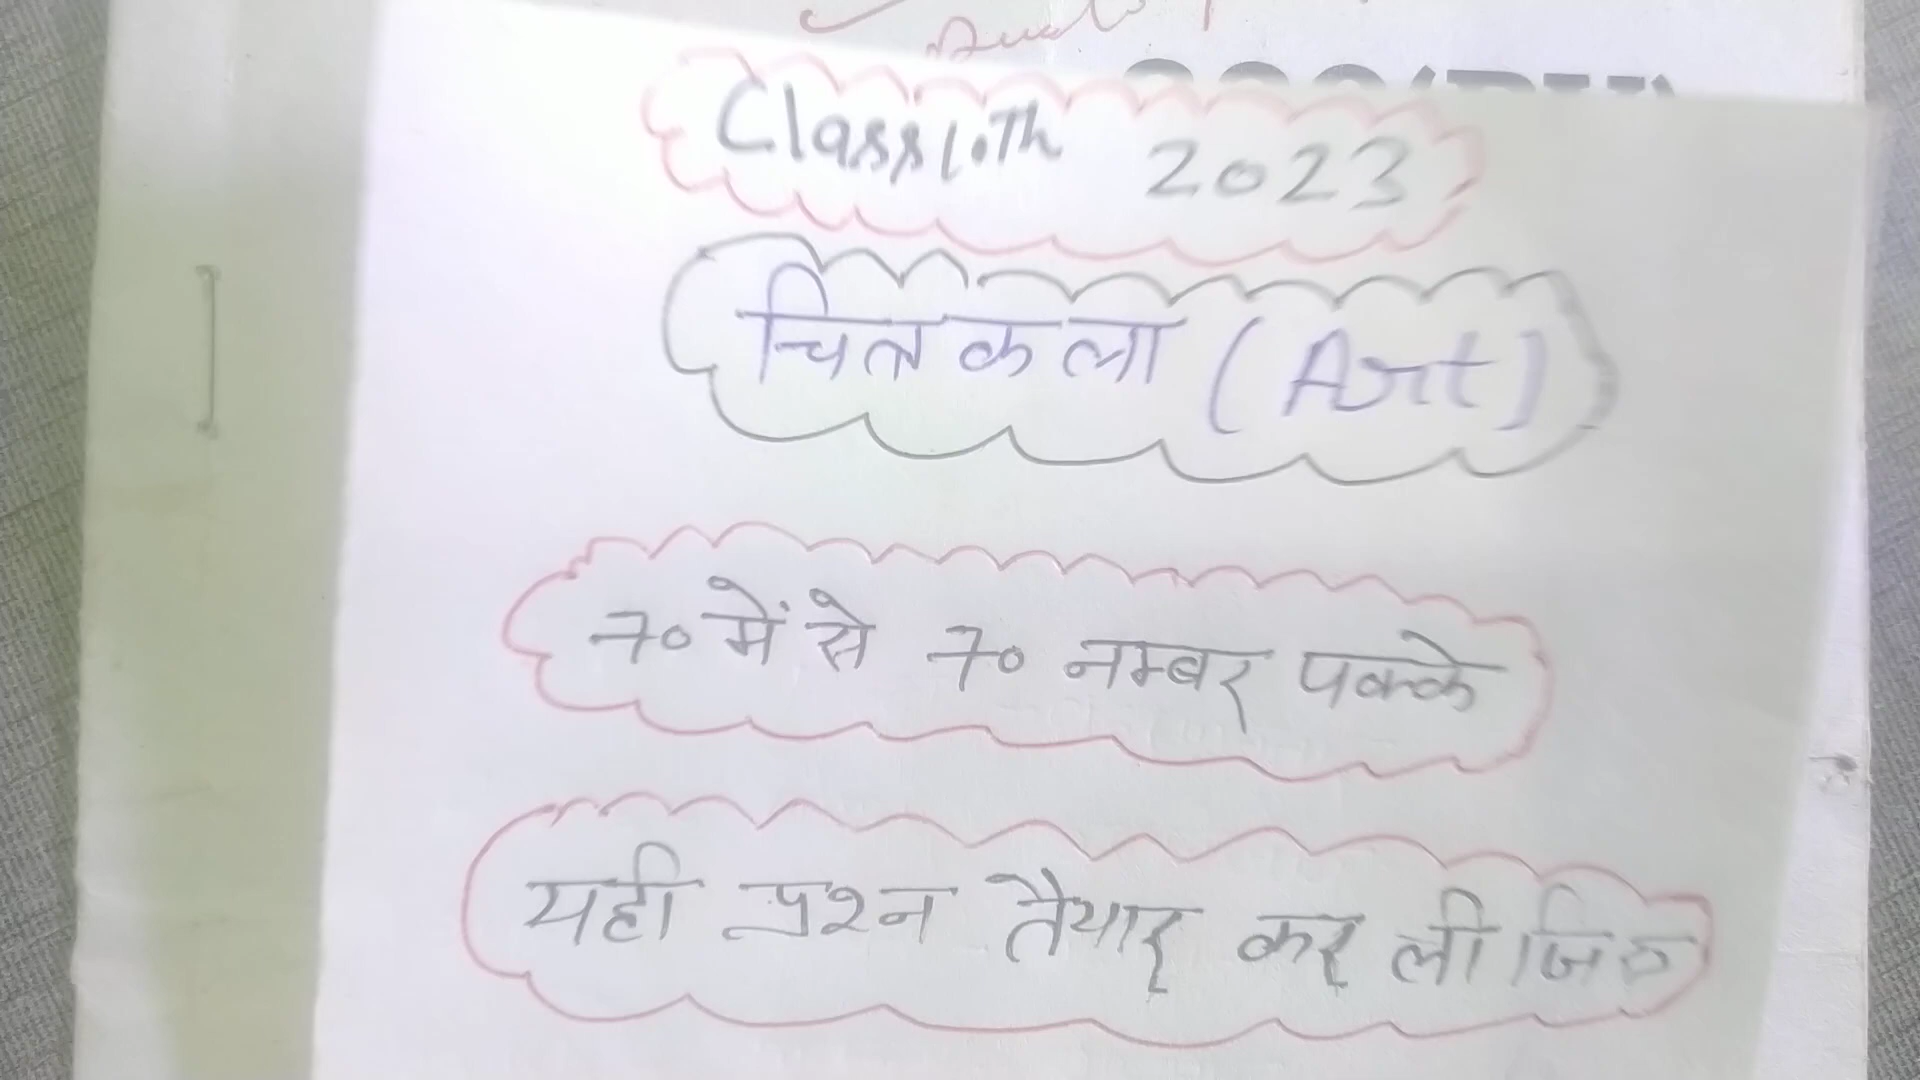 Class 10Th 2023
चित्रकला (Art)
70 में से 70 नम्बर पक्के
यही प्रश्न तैयार कर लीजिए